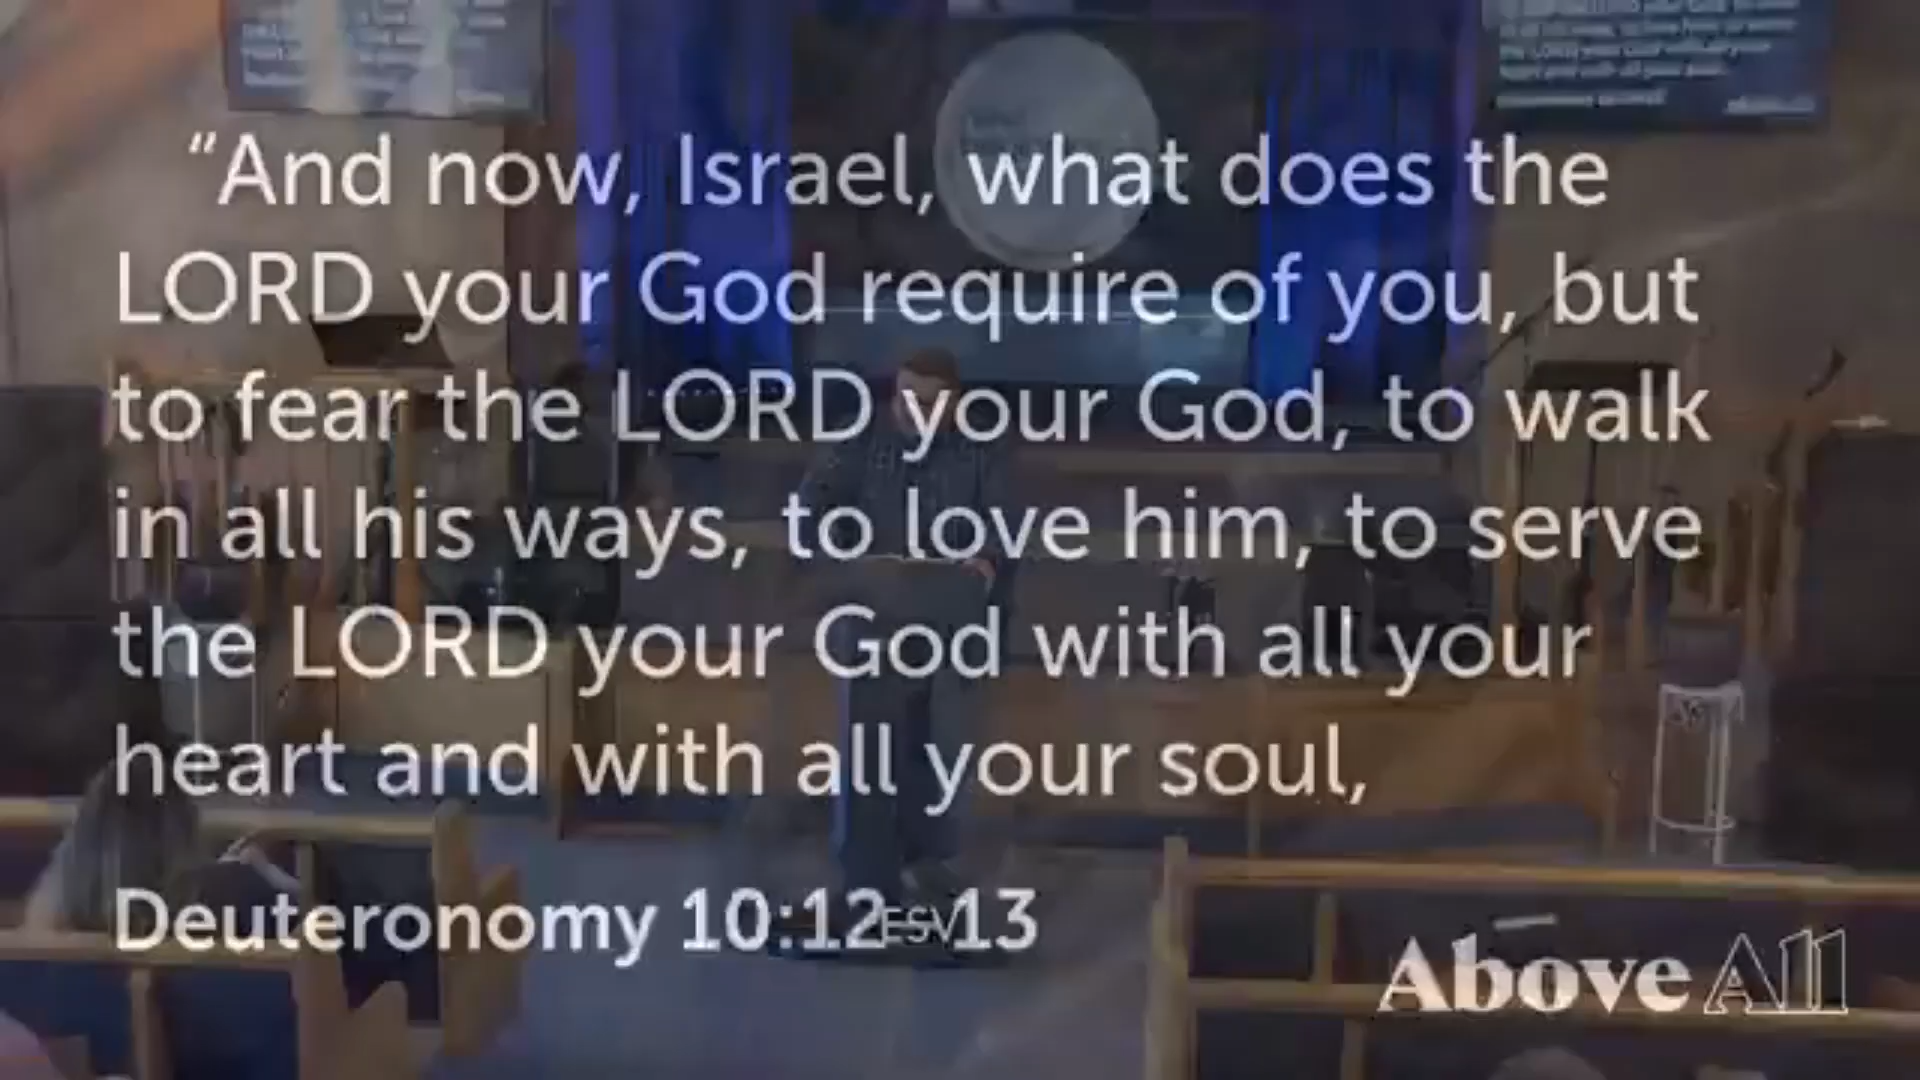 “And now, Israel, what does the
LORD your God require of you, but
to fear the LORD your God, to walk
in all his ways, to love him, to serve
the LORD your God with all your
heart and with all your soul,
Deuteronomy 10:12-13 ESV
Above All